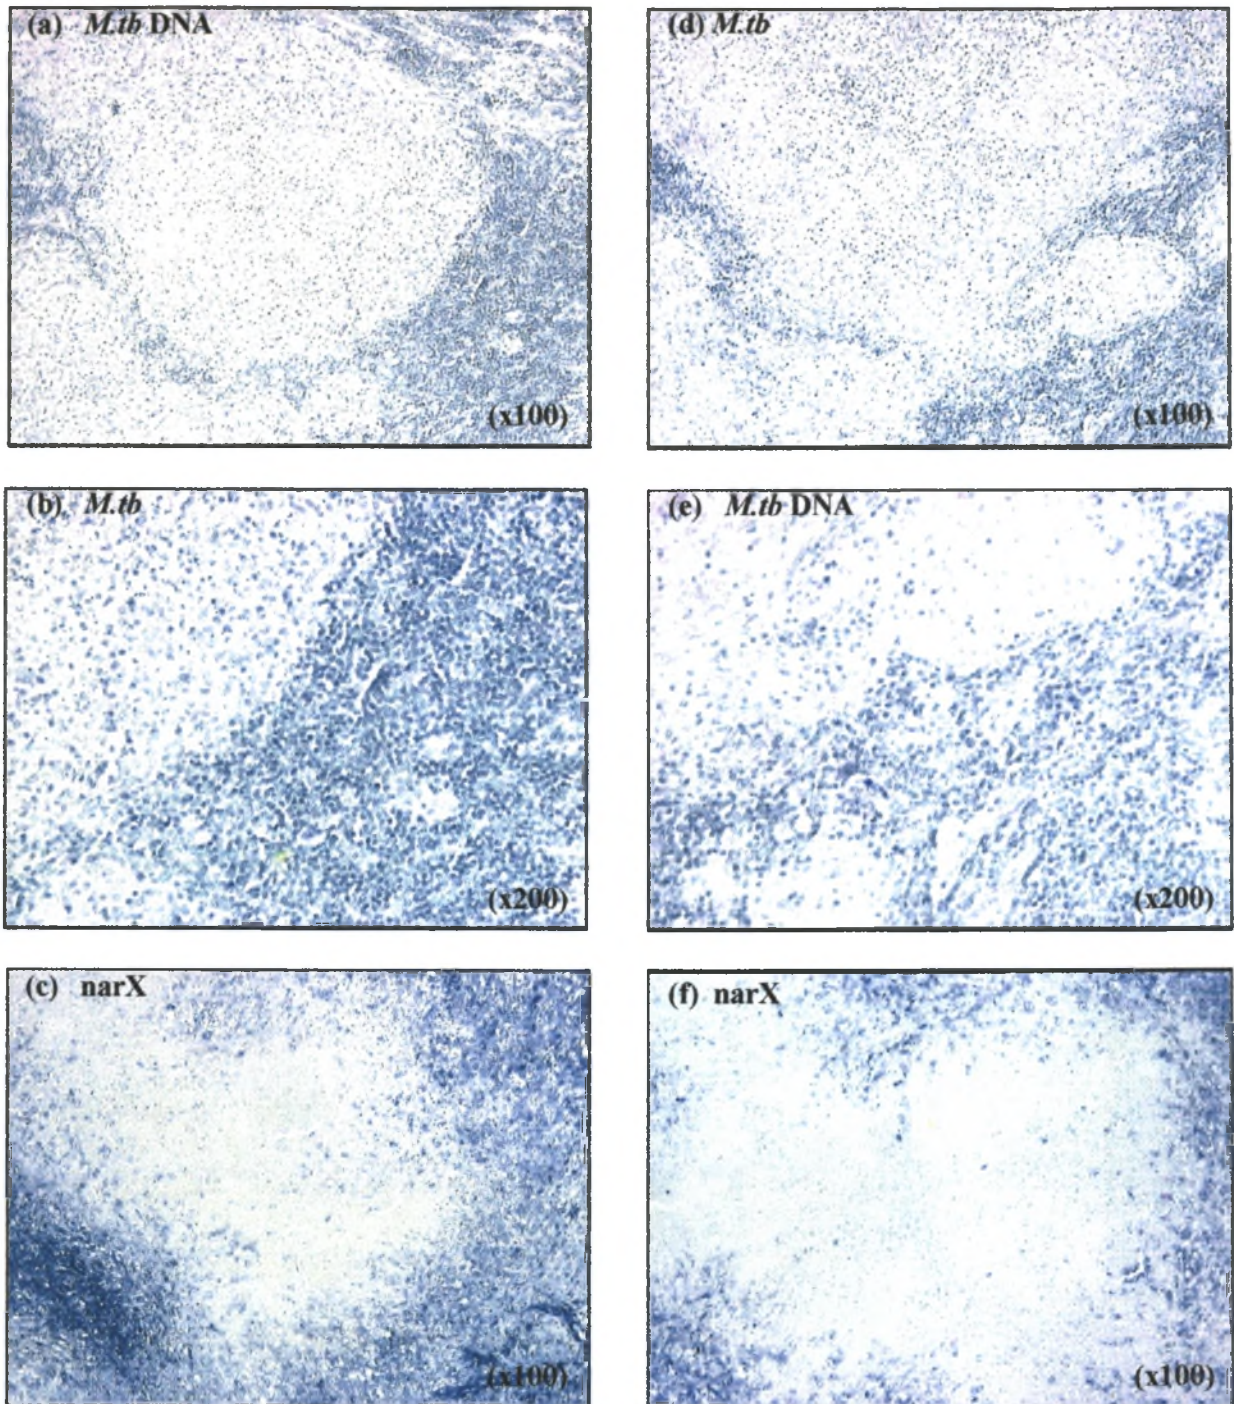 (a) M.tb DNA
(x100)
(b) M.tb
(x200)
(c) narX
(x100)
(d) M.tb
(x100)
(e) M.tb DNA
(x200)
(f) narX
(x100)